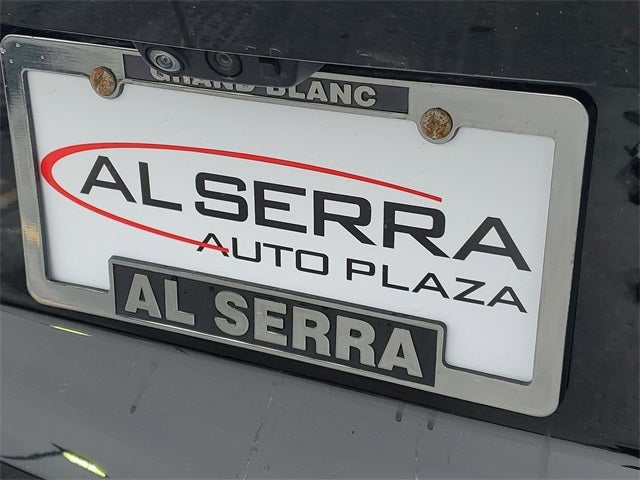 GRAND BLANC
AL SERRA
AUTO PLAZA
AL SERRA